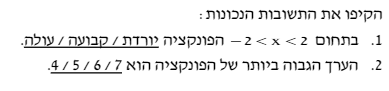 הקיפו את התשובות הנכונות:
1. בתחום −2 < x < 2 הפונקציה יורדת / קבועה / עולה.
2. הערך הגבוה ביותר של הפונקציה הוא 4 / 5 / 6 / 7.